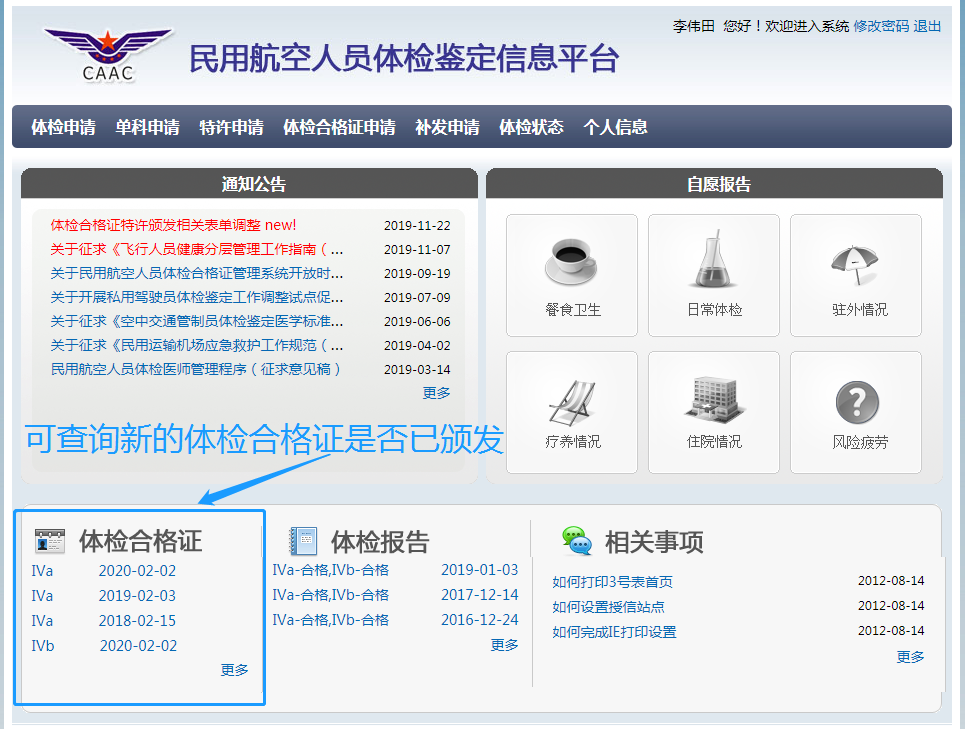 李伟田 您好！欢迎进入系统 修改密码 退出
CAAC
民用航空人员体检鉴定信息平台
体检申请 单科申请 特许申请 体检合格证申请 补发申请 体检状态 个人信息
通知公告
体检合格证特许颁发相关表单调整 new! 2019-11-22
关于征求《飞行人员健康分层管理工作指南（... 2019-11-07
关于民用航空人员体检合格证管理系统开放时... 2019-09-19
关于开展私用驾驶员体检鉴定工作调整试点促... 2019-07-09
关于征求《空中交通管制员体检鉴定医学标准... 2019-06-06
关于征求《民用运输机场应急救护工作规范（... 2019-04-02
民用航空人员体检医师管理程序（征求意见稿） 2019-03-14
更多
自愿报告
餐食卫生 日常体检 驻外情况
疗养情况 住院情况 风险疲劳
可查询新的体检合格证是否已颁发
体检合格证
IVa 2020-02-02
IVa 2019-02-03
IVa 2018-02-15
IVb 2020-02-02
更多
体检报告
IVa-合格,IVb-合格 2019-01-03
IVa-合格,IVb-合格 2017-12-14
IVa-合格,IVb-合格 2016-12-24
更多
相关事项
如何打印3号表首页 2012-08-14
如何设置授信站点 2012-08-14
如何完成IE打印设置 2012-08-14
更多